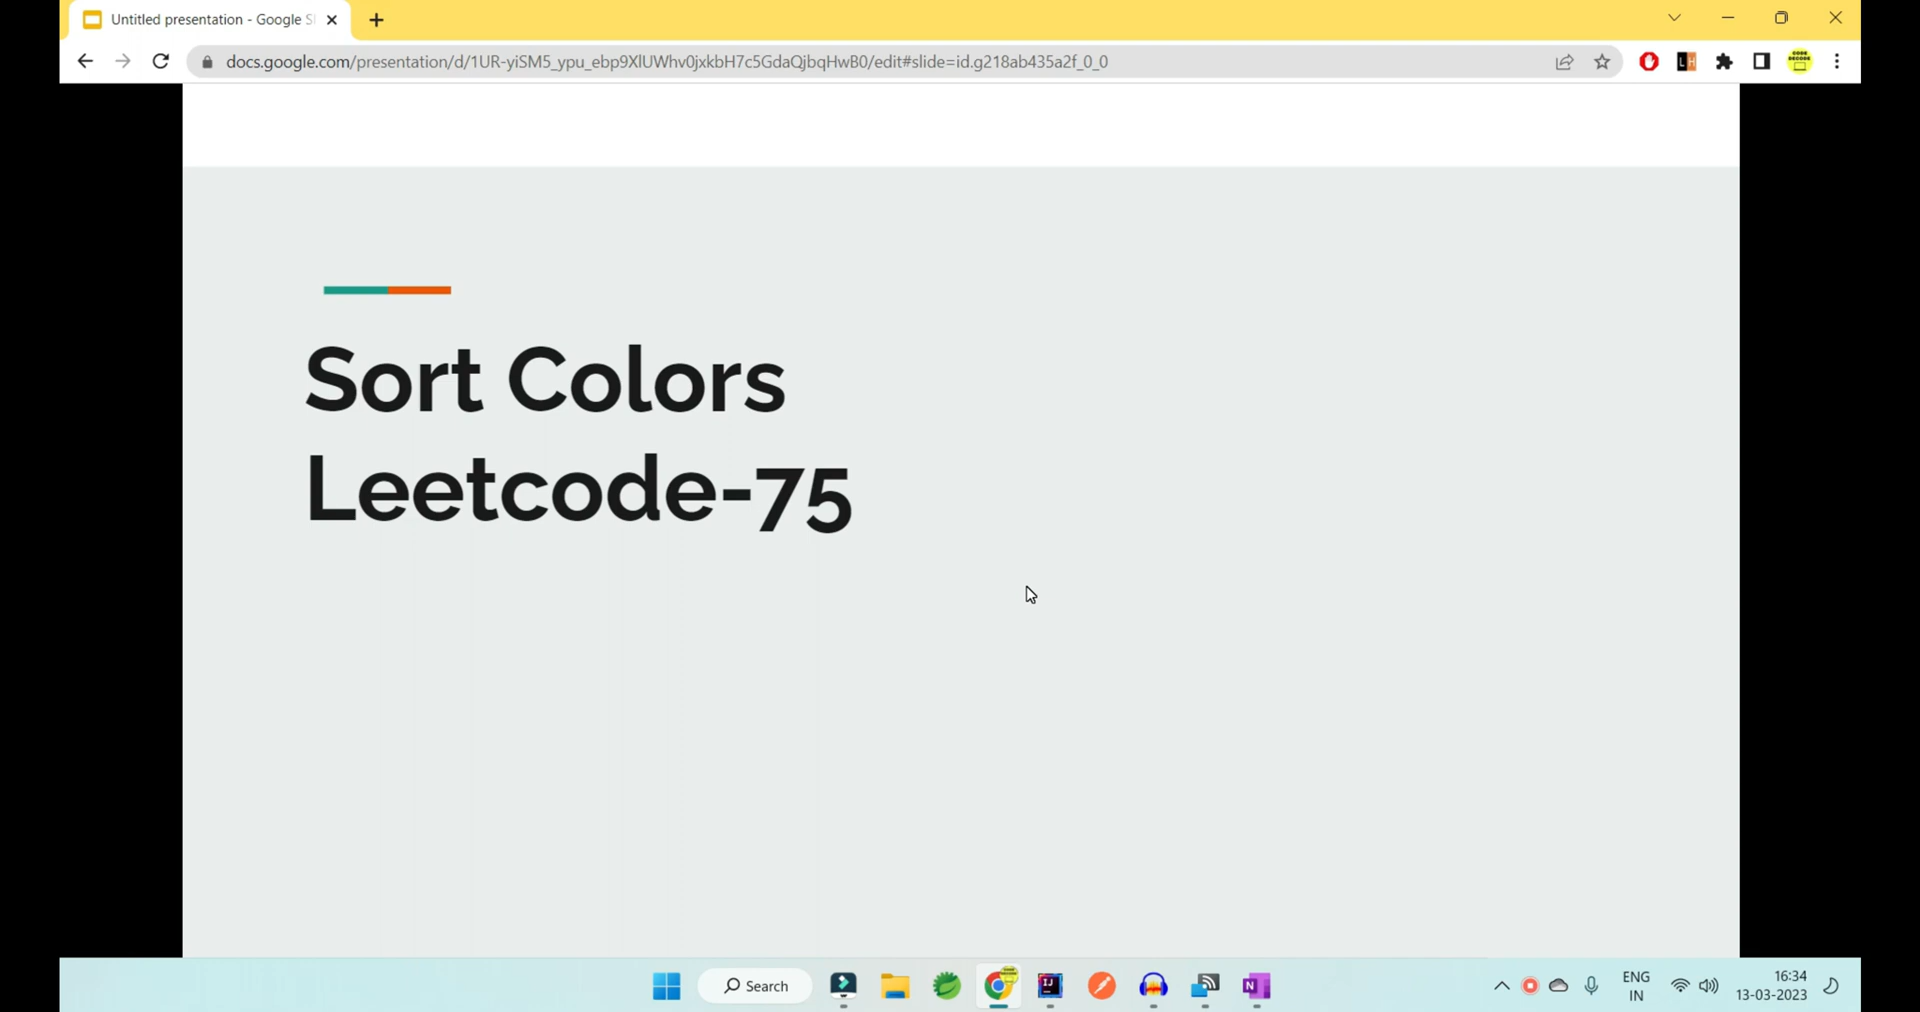 Untitled presentation - Google S
docs.google.com/presentation/d/1UR-yiSM5_ypu_ebp9XlUWhv0jxkbH7c5GdaQjbqHwB0/edit#slide=id.g218ab435a2f_0_0
Sort Colors
Leetcode-75
Search
ENG
IN
16:34
13-03-2023